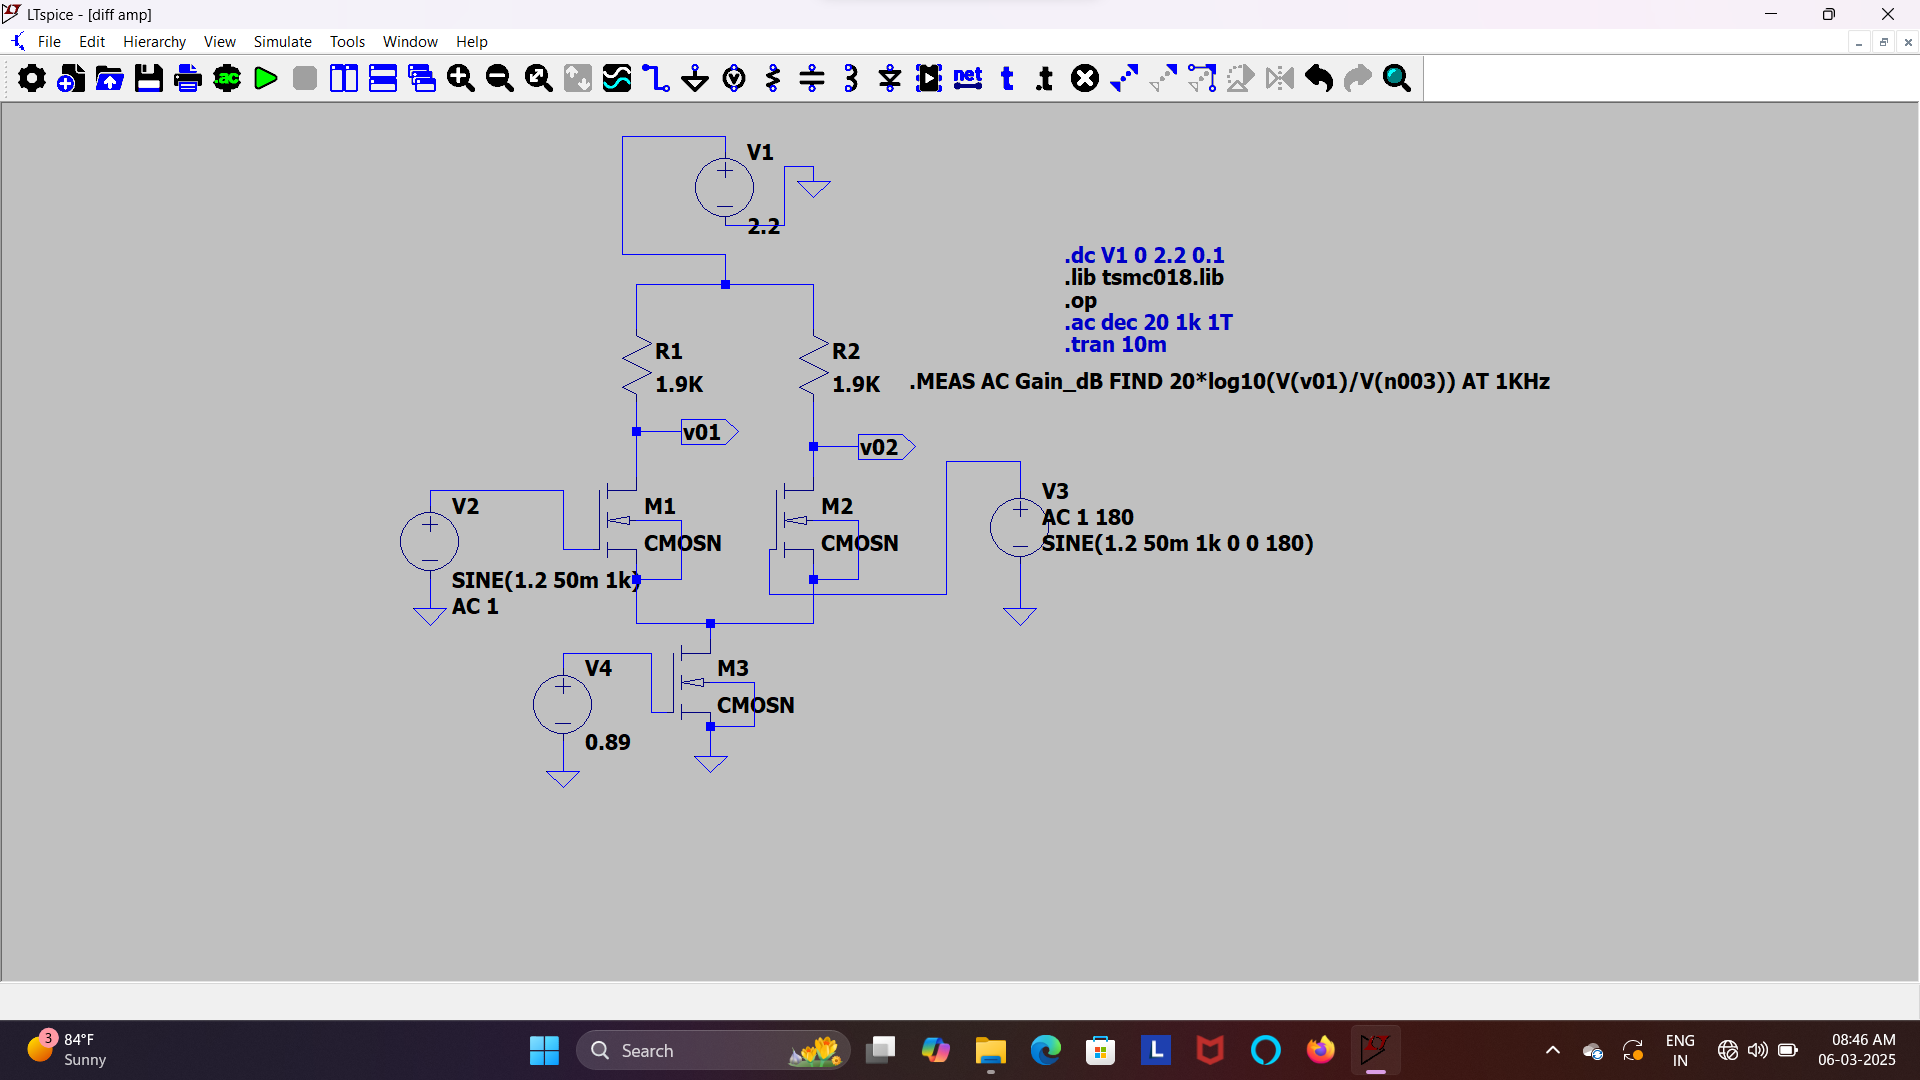 LTspice - [diff amp]
File Edit Hierarchy View Simulate Tools Window Help
.ac
net
t
.t
V1
2.2
.dc V1 0 2.2 0.1
.lib tsmc018.lib
.op
.ac dec 20 1k 1T
.tran 10m
R1
1.9K
R2
1.9K
.MEAS AC Gain_dB FIND 20*log10(V(v01)/V(n003)) AT 1KHz
v01
v02
V2
SINE(1.2 50m 1k)
AC 1
M1
CMOSN
M2
CMOSN
V3
AC 1 180
SINE(1.2 50m 1k 0 0 180)
V4
0.89
M3
CMOSN
3
84°F
Sunny
Search
L
ENG
IN
08:46 AM
06-03-2025